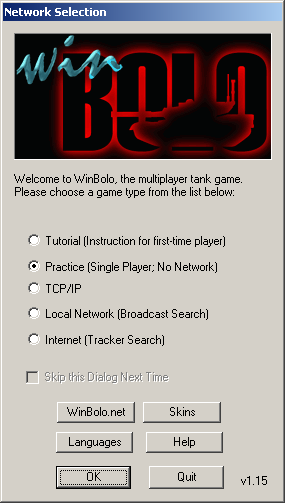 Network Selection
Win
BOLO
Welcome to WinBolo, the multiplayer tank game.
Please choose a game type from the list below:
Tutorial (Instruction for first-time player)
Practice (Single Player; No Network)
TCP/IP
Local Network (Broadcast Search)
Internet (Tracker Search)
Skip this Dialog Next Time
WinBolo.net Skins
Languages Help
OK Quit v1.15